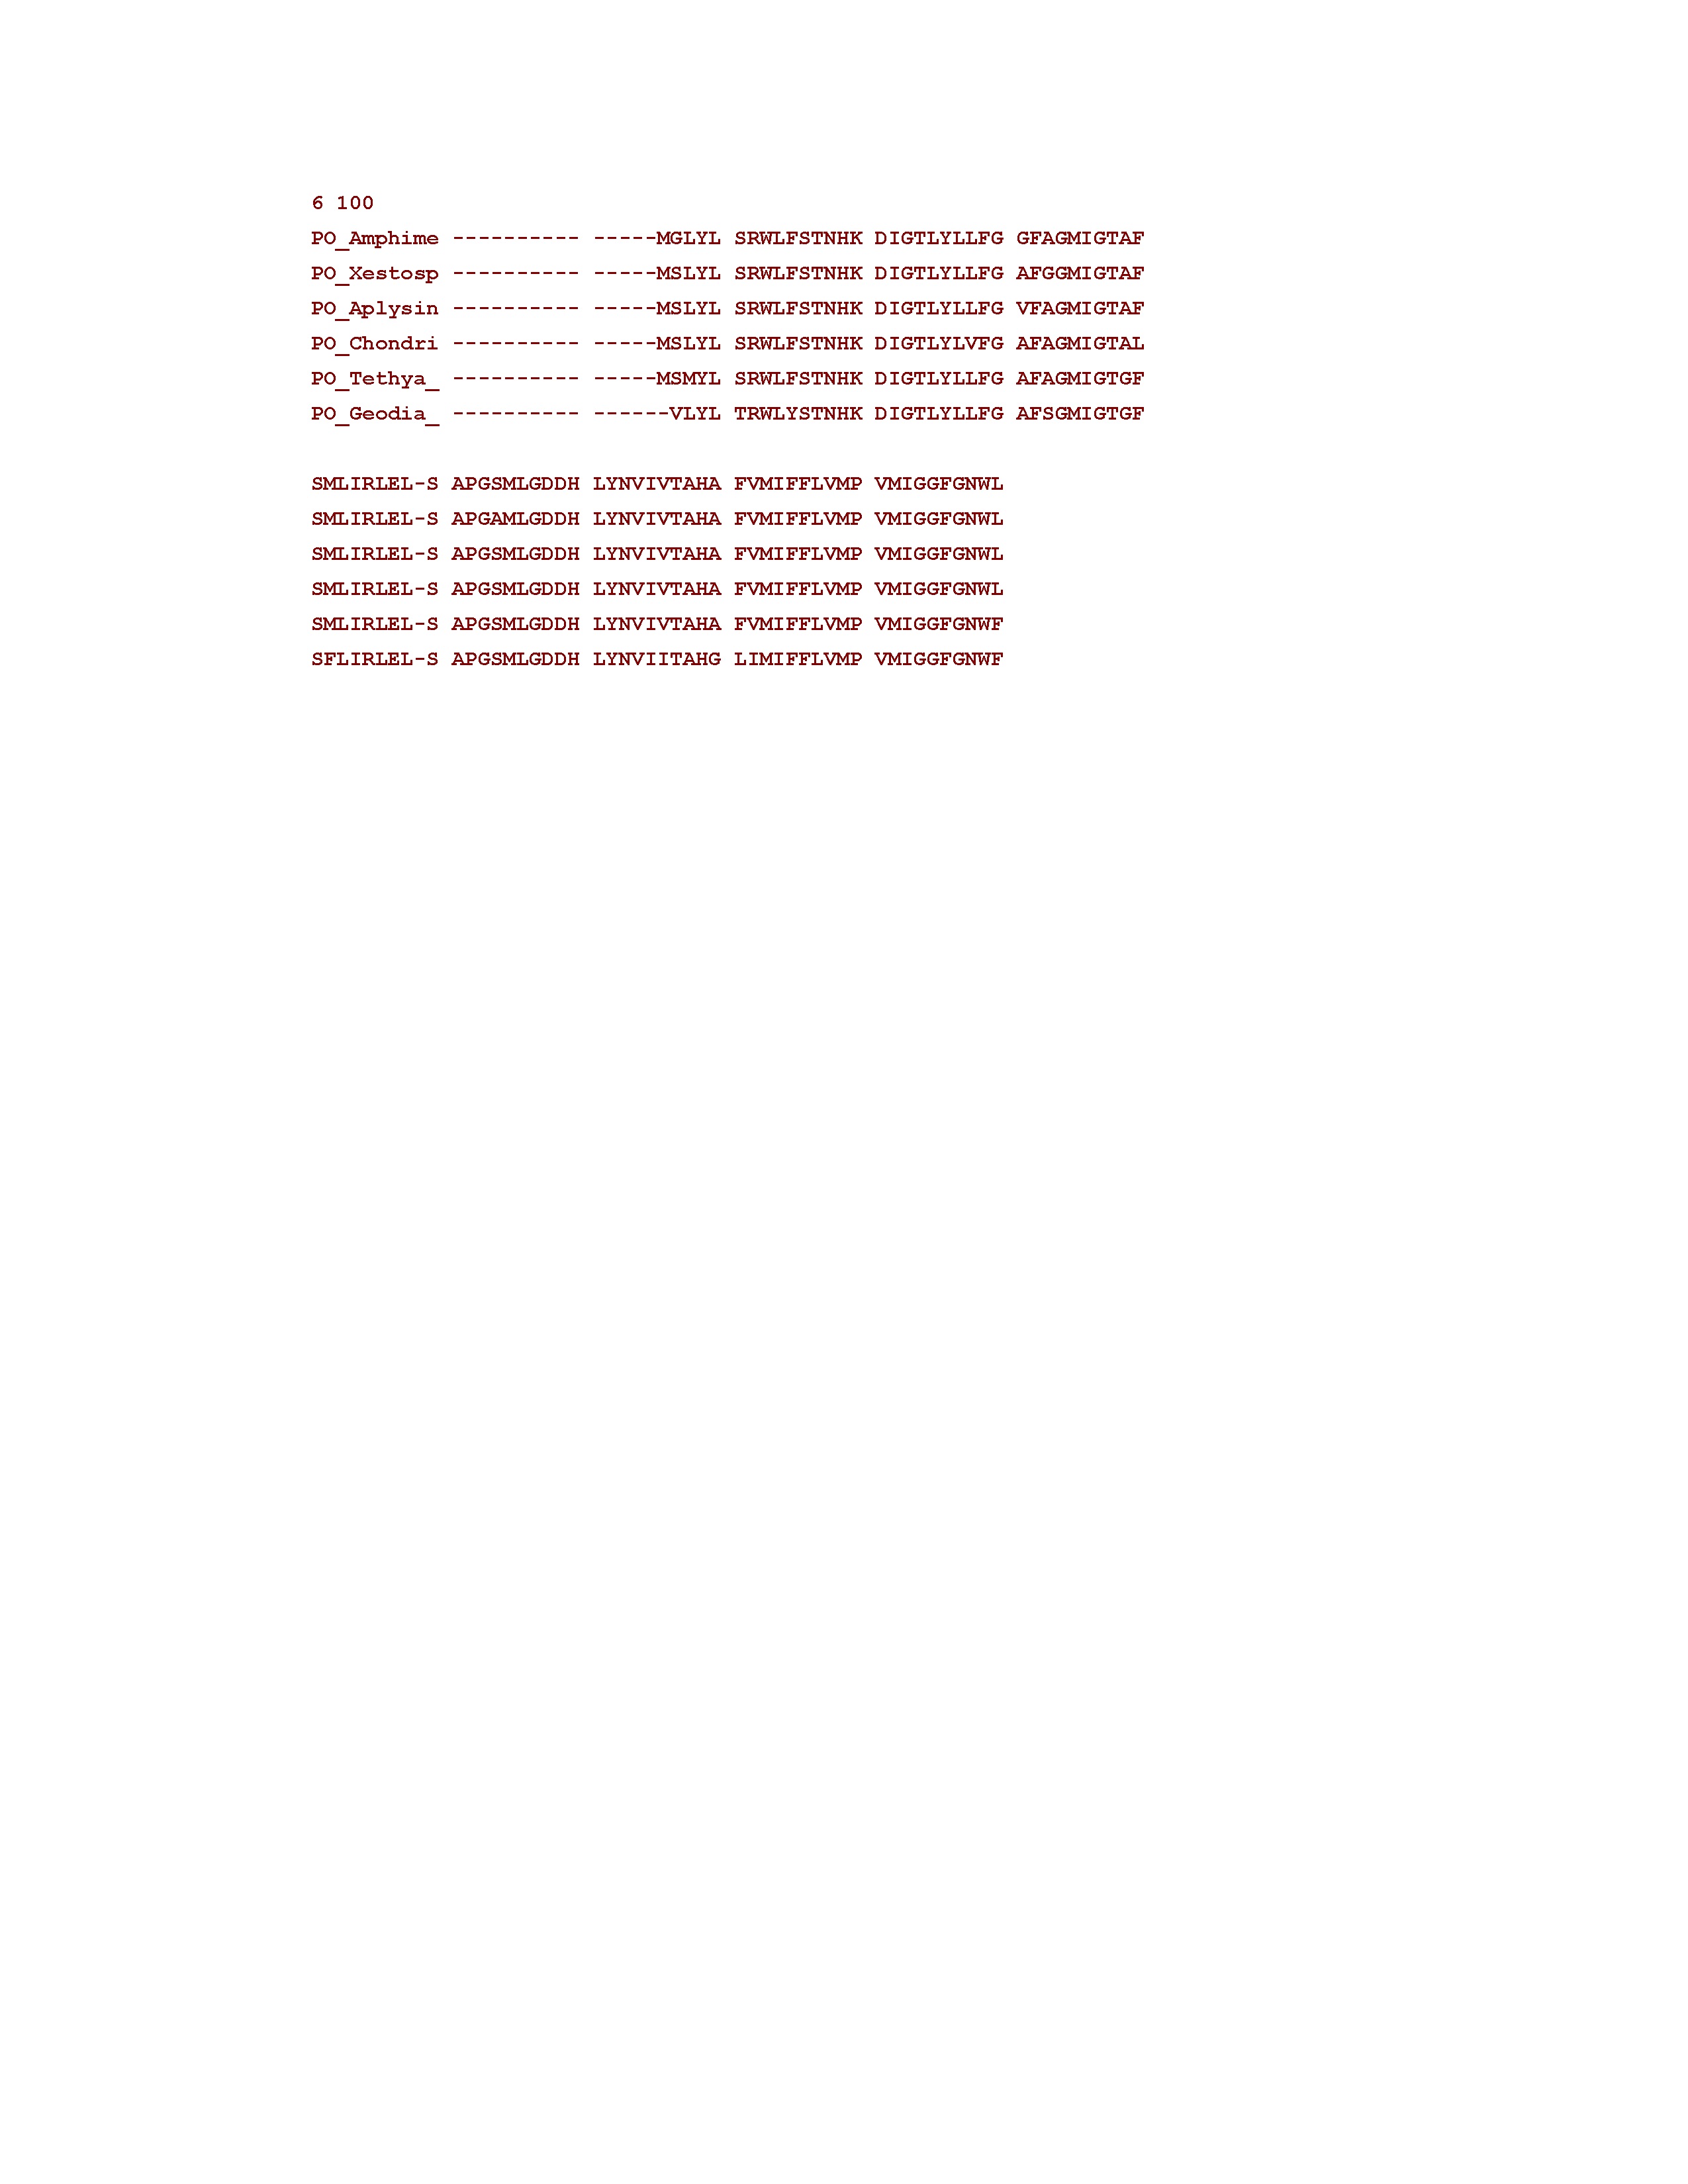 6 100
PO_Amphime ---------- -----MGLYL SRWLFSTNHK DIGTLYLLFG GFAGMIGTAF
PO_Xestosp ---------- -----MSLYL SRWLFSTNHK DIGTLYLLFG AFGGMIGTAF
PO_Aplysin ---------- -----MSLYL SRWLFSTNHK DIGTLYLLFG VFAGMIGTAF
PO_Chondri ---------- -----MSLYL SRWLFSTNHK DIGTLYLVFG AFAGMIGTAL
PO_Tethya_ ---------- -----MSMYL SRWLFSTNHK DIGTLYLLFG AFAGMIGTGF
PO_Geodia_ ---------- ------VLYL TRWLYSTNHK DIGTLYLLFG AFSGMIGTGF
SMLIRLEL-S APGSMLGDDH LYNVIVTAHA FVMIFFLVMP VMIGGFGNWL
SMLIRLEL-S APGAMLGDDH LYNVIVTAHA FVMIFFLVMP VMIGGFGNWL
SMLIRLEL-S APGSMLGDDH LYNVIVTAHA FVMIFFLVMP VMIGGFGNWL
SMLIRLEL-S APGSMLGDDH LYNVIVTAHA FVMIFFLVMP VMIGGFGNWL
SMLIRLEL-S APGSMLGDDH LYNVIVTAHA FVMIFFLVMP VMIGGFGNWF
SFLIRLEL-S APGSMLGDDH LYNVIITAHG LIMIFFLVMP VMIGGFGNWF